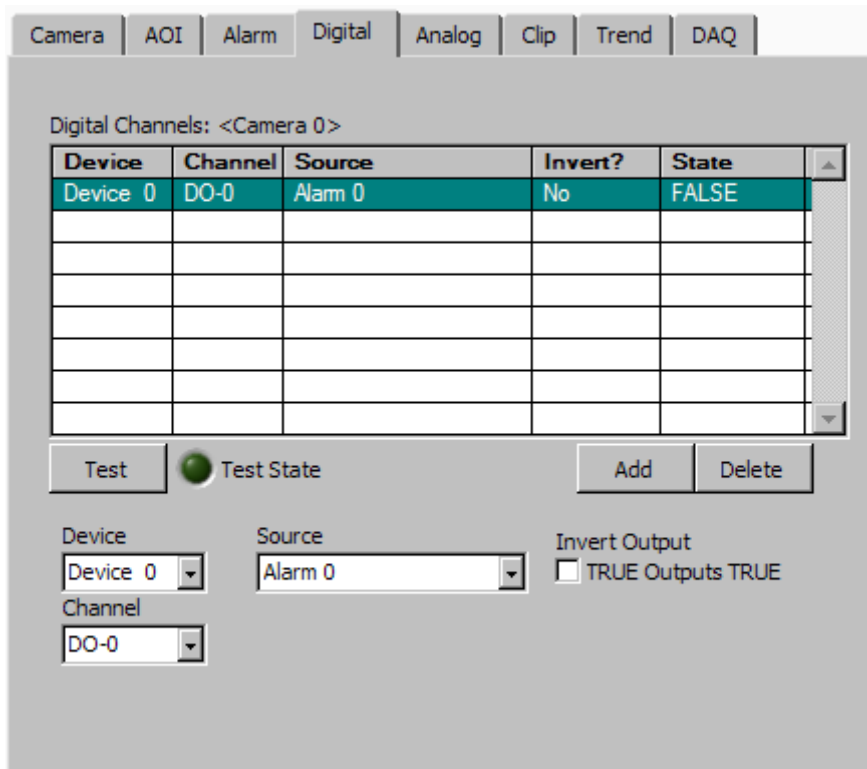 Camera AOI Alarm Digital Analog Clip Trend DAQ
Digital Channels: <Camera 0>
Device Channel Source Invert? State
Device 0 DO-0 Alarm 0 No FALSE
Test Test State Add Delete
Device Source Invert Output
Device 0 Alarm 0 TRUE Outputs TRUE
Channel
DO-0